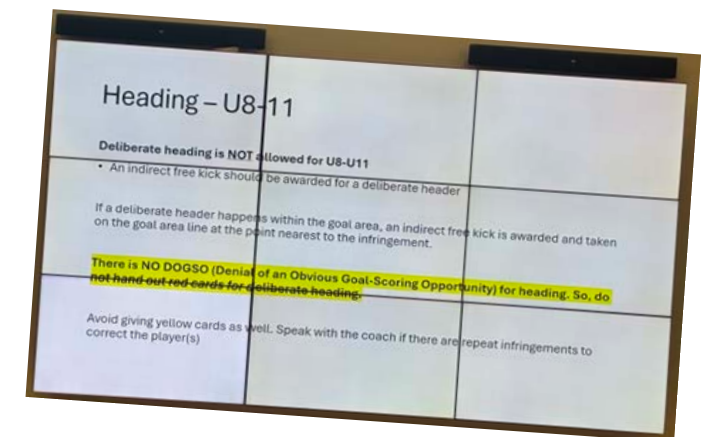 Heading – U8-11
Deliberate heading is NOT allowed for U8-U11
• An indirect free kick should be awarded for a deliberate header
If a deliberate header happens within the goal area, an indirect free kick is awarded and taken
on the goal area line at the point nearest to the infringement.
There is NO DOGSO (Denial of an Obvious Goal-Scoring Opportunity) for heading. So, do
not hand out red cards for deliberate heading.
Avoid giving yellow cards as well. Speak with the coach if there are repeat infringements to
correct the player(s)